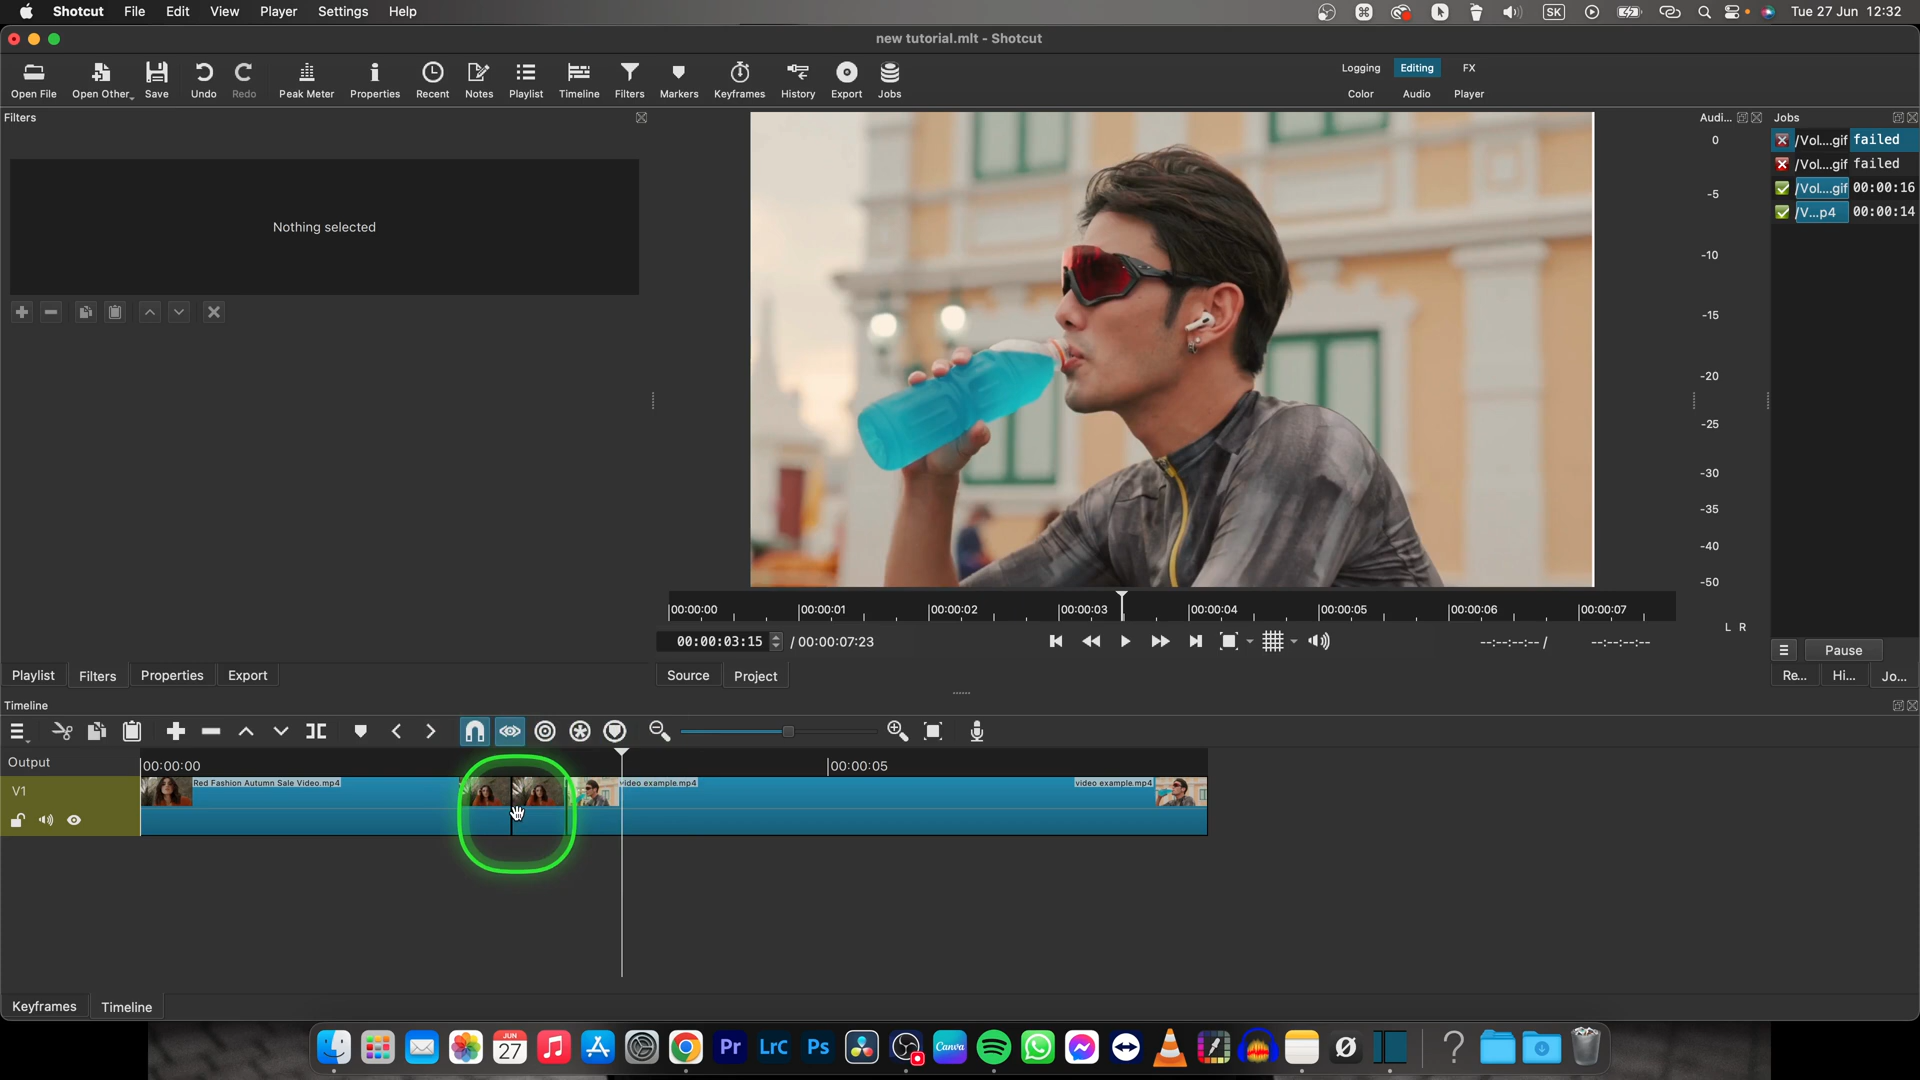 Shotcut File Edit View Player Settings Help SK Tue 27 Jun 12:32
new tutorial.mlt - Shotcut
Open File Open Other... Save Undo Redo Peak Meter Properties Recent Notes Playlist Timeline Filters Markers Keyframes History Export Jobs
Logging Editing FX
Color Audio Player
Filters
Nothing selected
Audi...
0
-5
-10
-15
-20
-25
-30
-35
-40
-50
L R
Jobs
/Vol....gif failed
/Vol....gif failed
/Vol....gif 00:00:16
/V...p4 00:00:14
00:00:00 00:00:01 00:00:02 00:00:03 00:00:04 00:00:05 00:00:06 00:00:07
00:00:03:15 / 00:00:07:23 --:--:--:-- / --:--:--:--
Pause
Playlist Filters Properties Export Source Project Re... Hi... Jo...
Timeline
Output 00:00:00 00:00:05
V1 Red Fashion Autumn Sale Video.mp4 video example.mp4 video example.mp4
Keyframes Timeline
JUN
27
Pr LrC Ps Canva